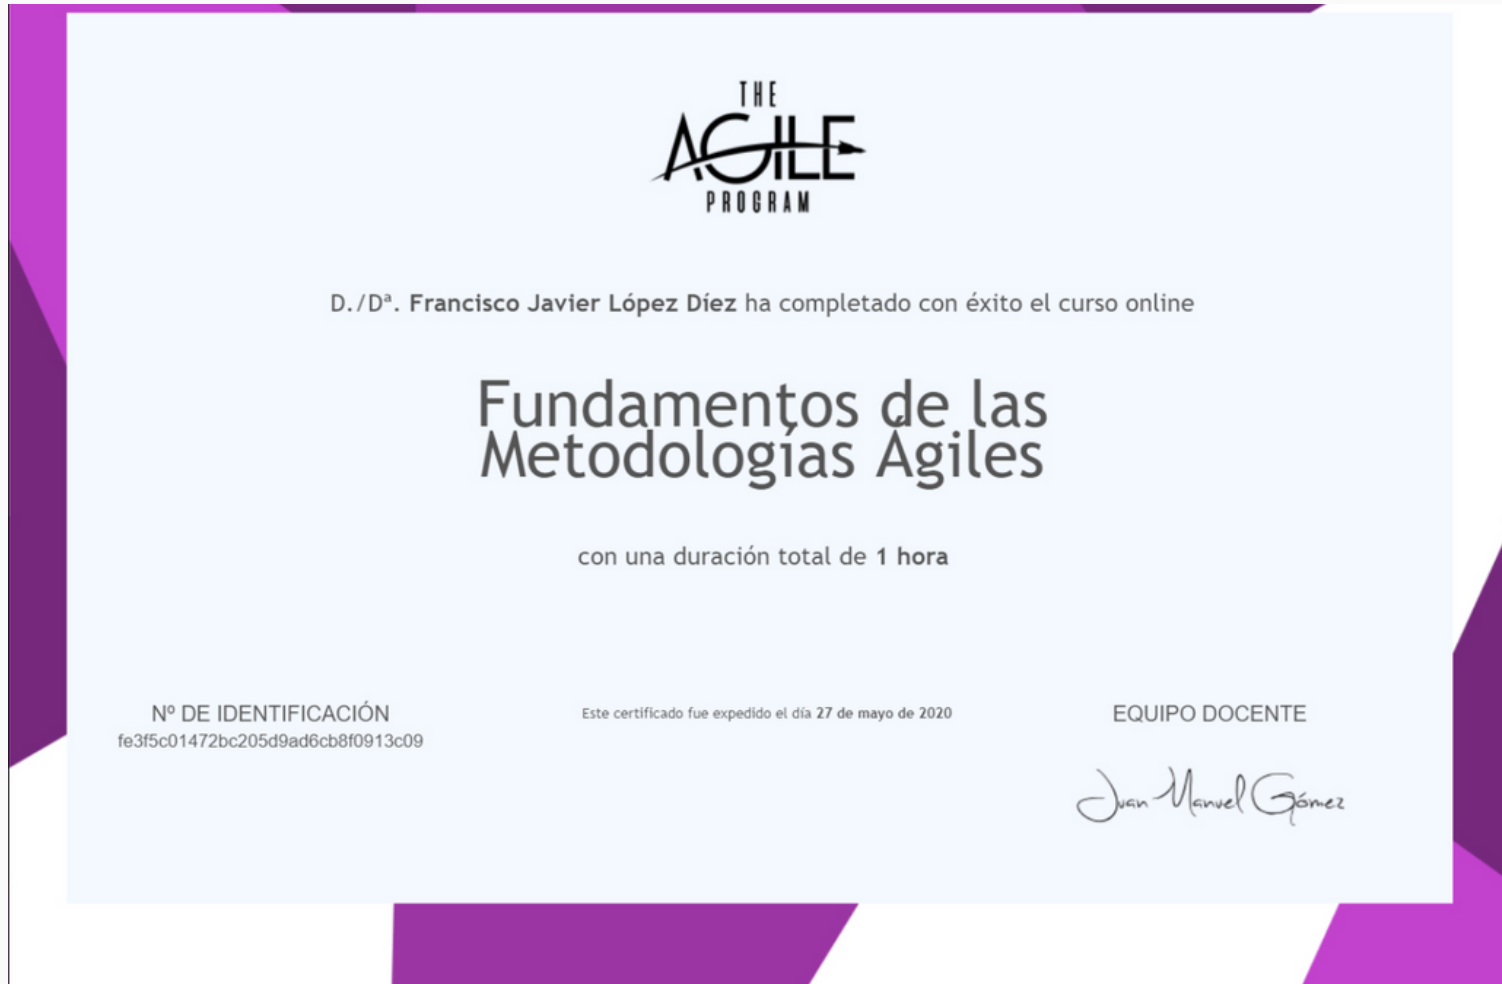 THE
AGILE
PROGRAM
D./Dª. Francisco Javier López Díez ha completado con éxito el curso online
Fundamentos de las
Metodologías Ágiles
con una duración total de 1 hora
Nº DE IDENTIFICACIÓN
fe3f5c01472bc205d9ad6cb8f0913c09
Este certificado fue expedido el día 27 de mayo de 2020
EQUIPO DOCENTE
Juan Manuel Gómez